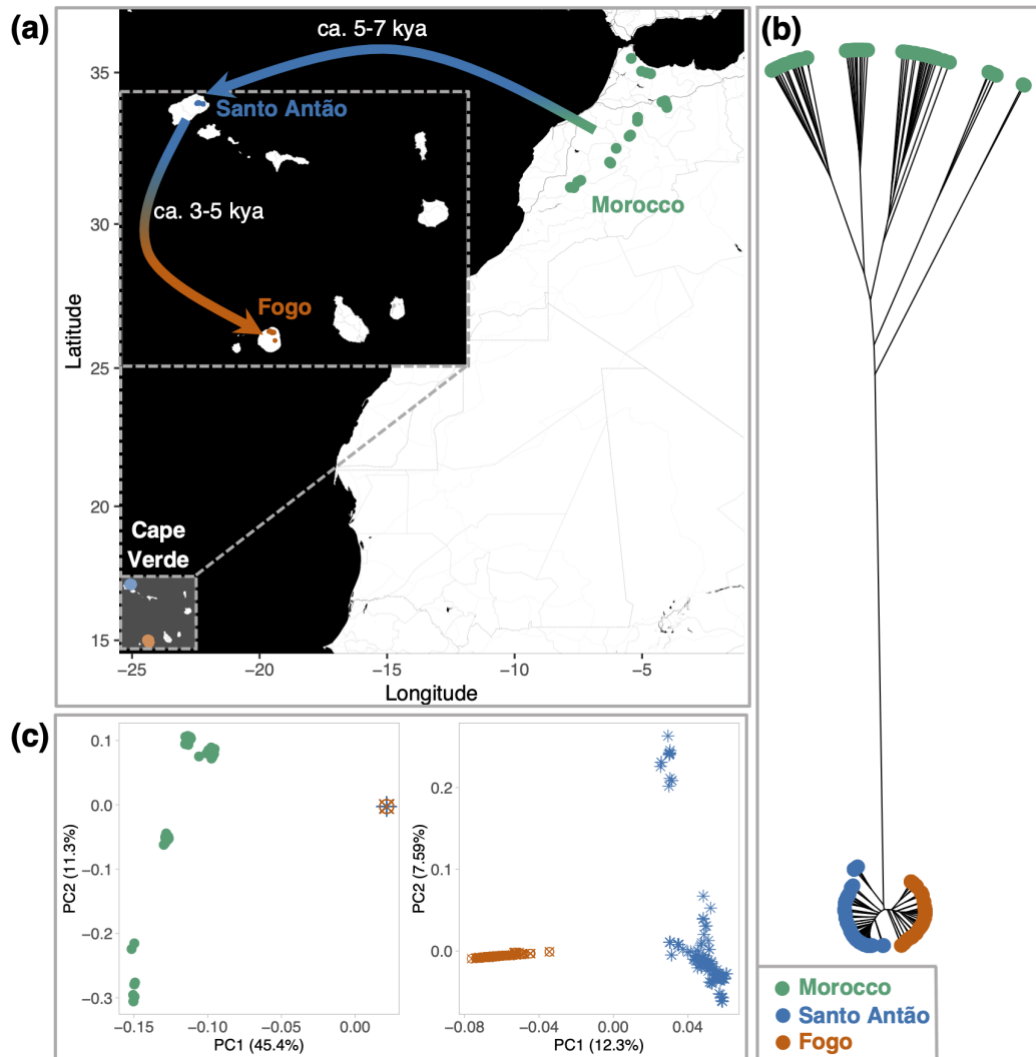 (a)
ca. 5-7 kya
Santo Antão
ca. 3-5 kya
Fogo
Morocco
Cape
Verde
Latitude
35
30
25
20
15
−25
−20
−15
−10
−5
Longitude
(b)
(c)
PC2 (11.3%)
0.1
0.0
−0.1
−0.2
−0.3
−0.15
−0.10
−0.05
0.00
PC1 (45.4%)
PC2 (7.59%)
0.2
0.1
0.0
−0.08
−0.04
0.00
0.04
PC1 (12.3%)
Morocco
Santo Antão
Fogo